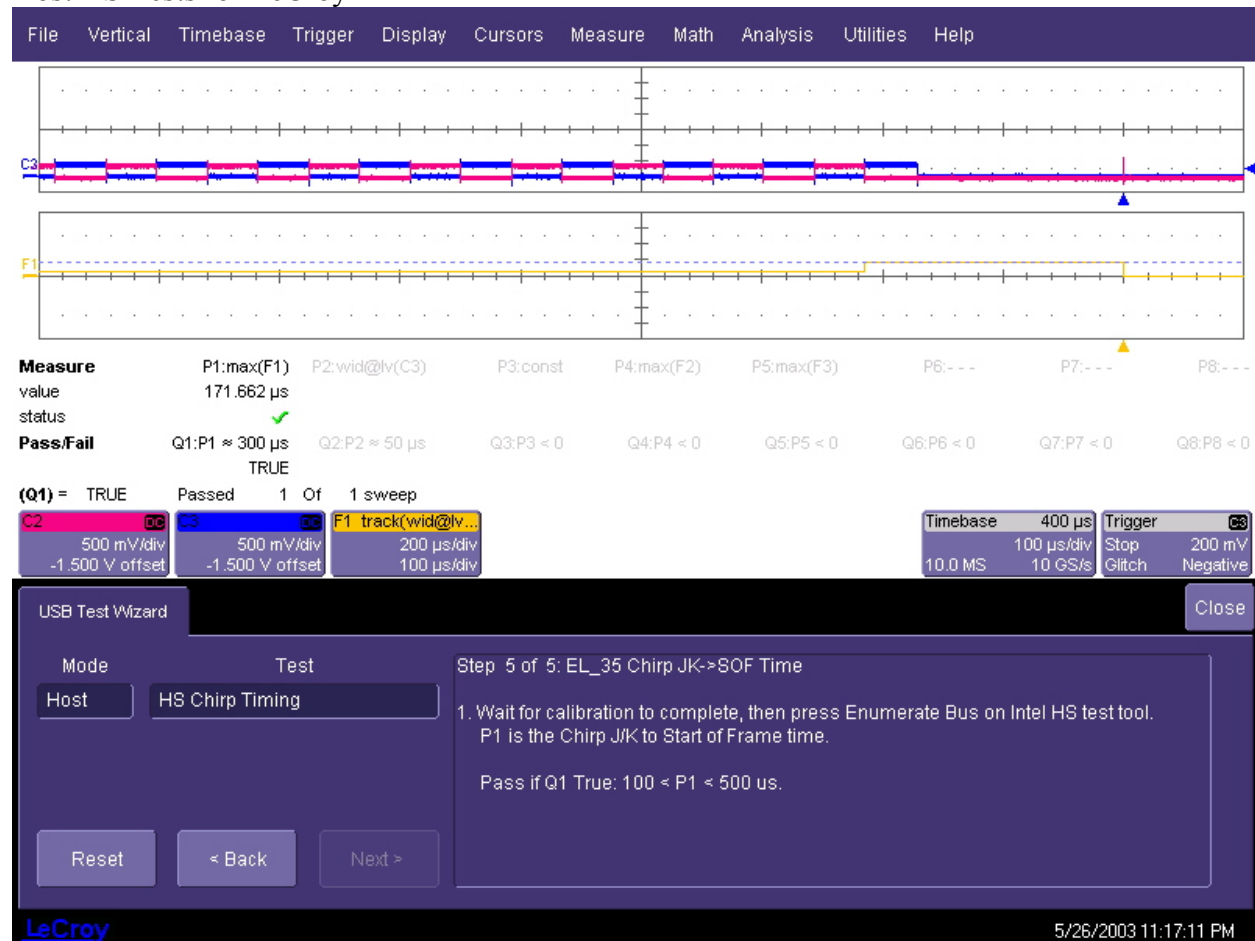 File Vertical Timebase Trigger Display Cursors Measure Math Analysis Utilities Help
C3
F1
Measure P1:max(F1) P2:wid@lv(C3) P3:const P4:max(F2) P5:max(F3) P6:- - - P7:- - - P8:- - -
value 171.662 µs
status
Pass/Fail Q1:P1 ≈ 300 µs Q2:P2 ≈ 50 µs Q3:P3 < 0 Q4:P4 < 0 Q5:P5 < 0 Q6:P6 < 0 Q7:P7 < 0 Q8:P8 < 0
TRUE
(Q1) = TRUE Passed 1 Of 1 sweep
C2 DC C3 DC F1 track(wid@lv... Timebase 400 µs Trigger C3
500 mV/div 500 mV/div 200 µs/div 100 µs/div Stop 200 mV
-1.500 V offset -1.500 V offset 100 µs/div 10.0 MS 10 GS/s Glitch Negative
USB Test Wizard Close
Mode Test
Host HS Chirp Timing
Step 5 of 5: EL_35 Chirp JK->SOF Time
1. Wait for calibration to complete, then press Enumerate Bus on Intel HS test tool.
P1 is the Chirp J/K to Start of Frame time.
Pass if Q1 True: 100 < P1 < 500 us.
Reset < Back Next >
LeCroy 5/26/2003 11:17:11 PM